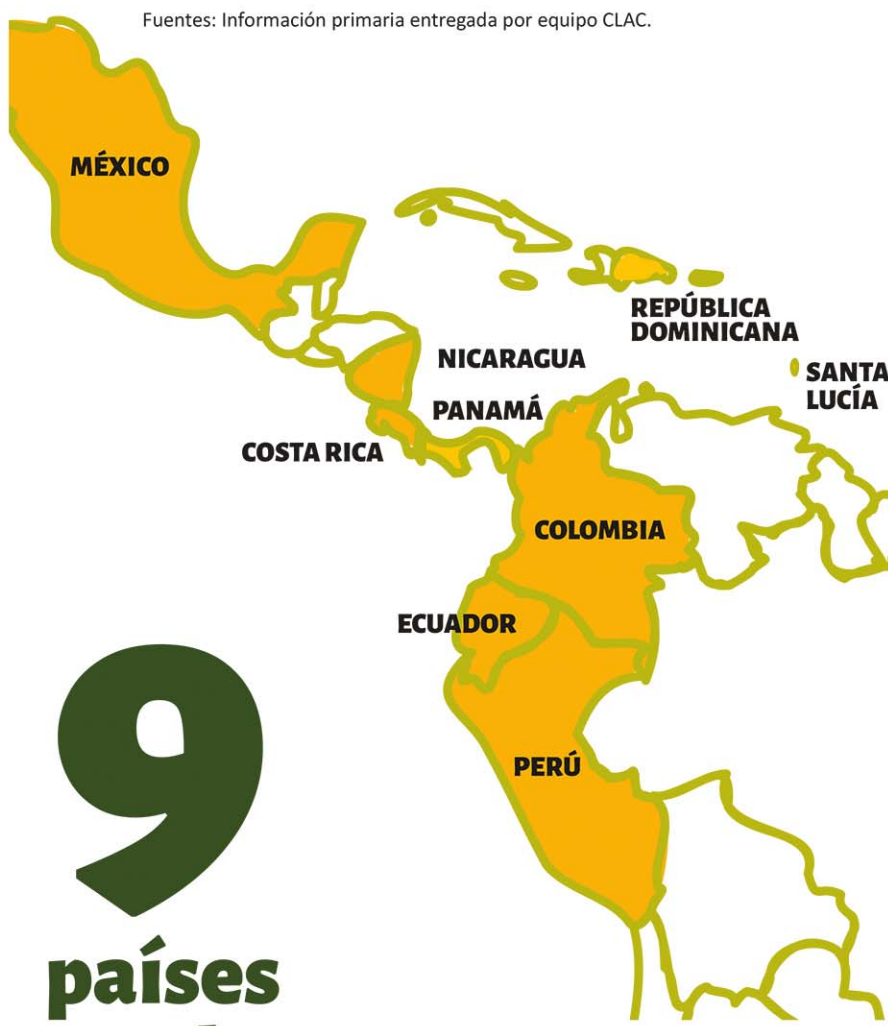 Fuentes: Información primaria entregada por equipo CLAC.
MÉXICO
REPÚBLICA
DOMINICANA
NICARAGUA
SANTA
LUCÍA
PANAMÁ
COSTA RICA
COLOMBIA
ECUADOR
PERÚ
9
países